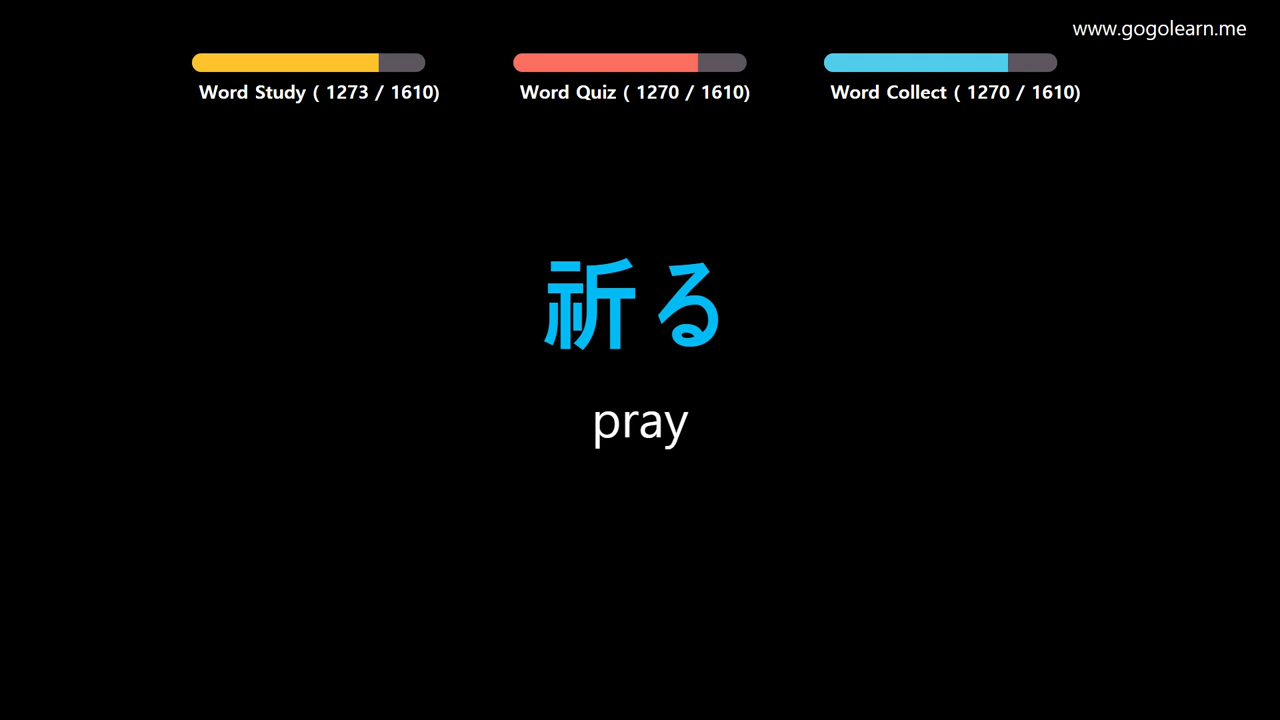 www.gogolearn.me
Word Study ( 1273 / 1610)
Word Quiz ( 1270 / 1610)
Word Collect ( 1270 / 1610)
祈る
pray